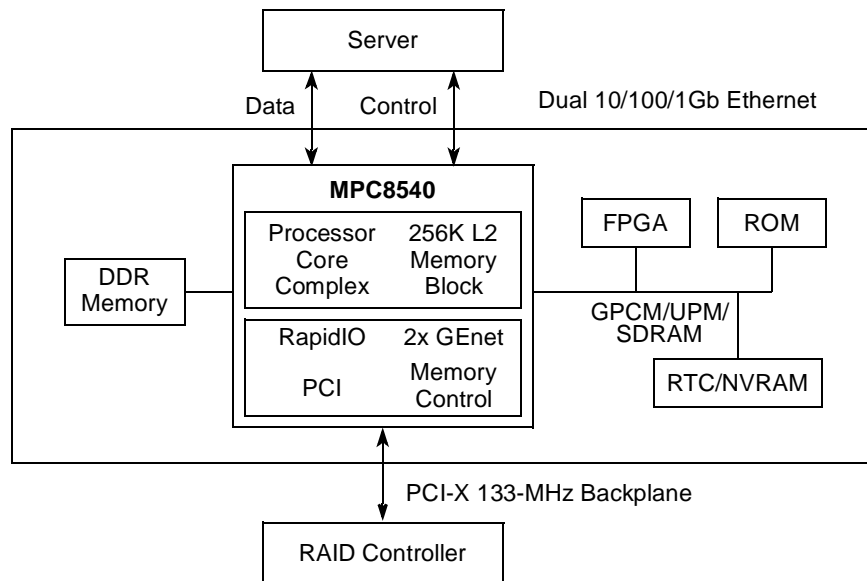 Server
Data
Control
Dual 10/100/1Gb Ethernet
MPC8540
Processor Core Complex
256K L2 Memory Block
RapidIO
2x GEnet
PCI
Memory Control
DDR
Memory
FPGA
ROM
GPCM/UPM/
SDRAM
RTC/NVRAM
PCI-X 133-MHz Backplane
RAID Controller